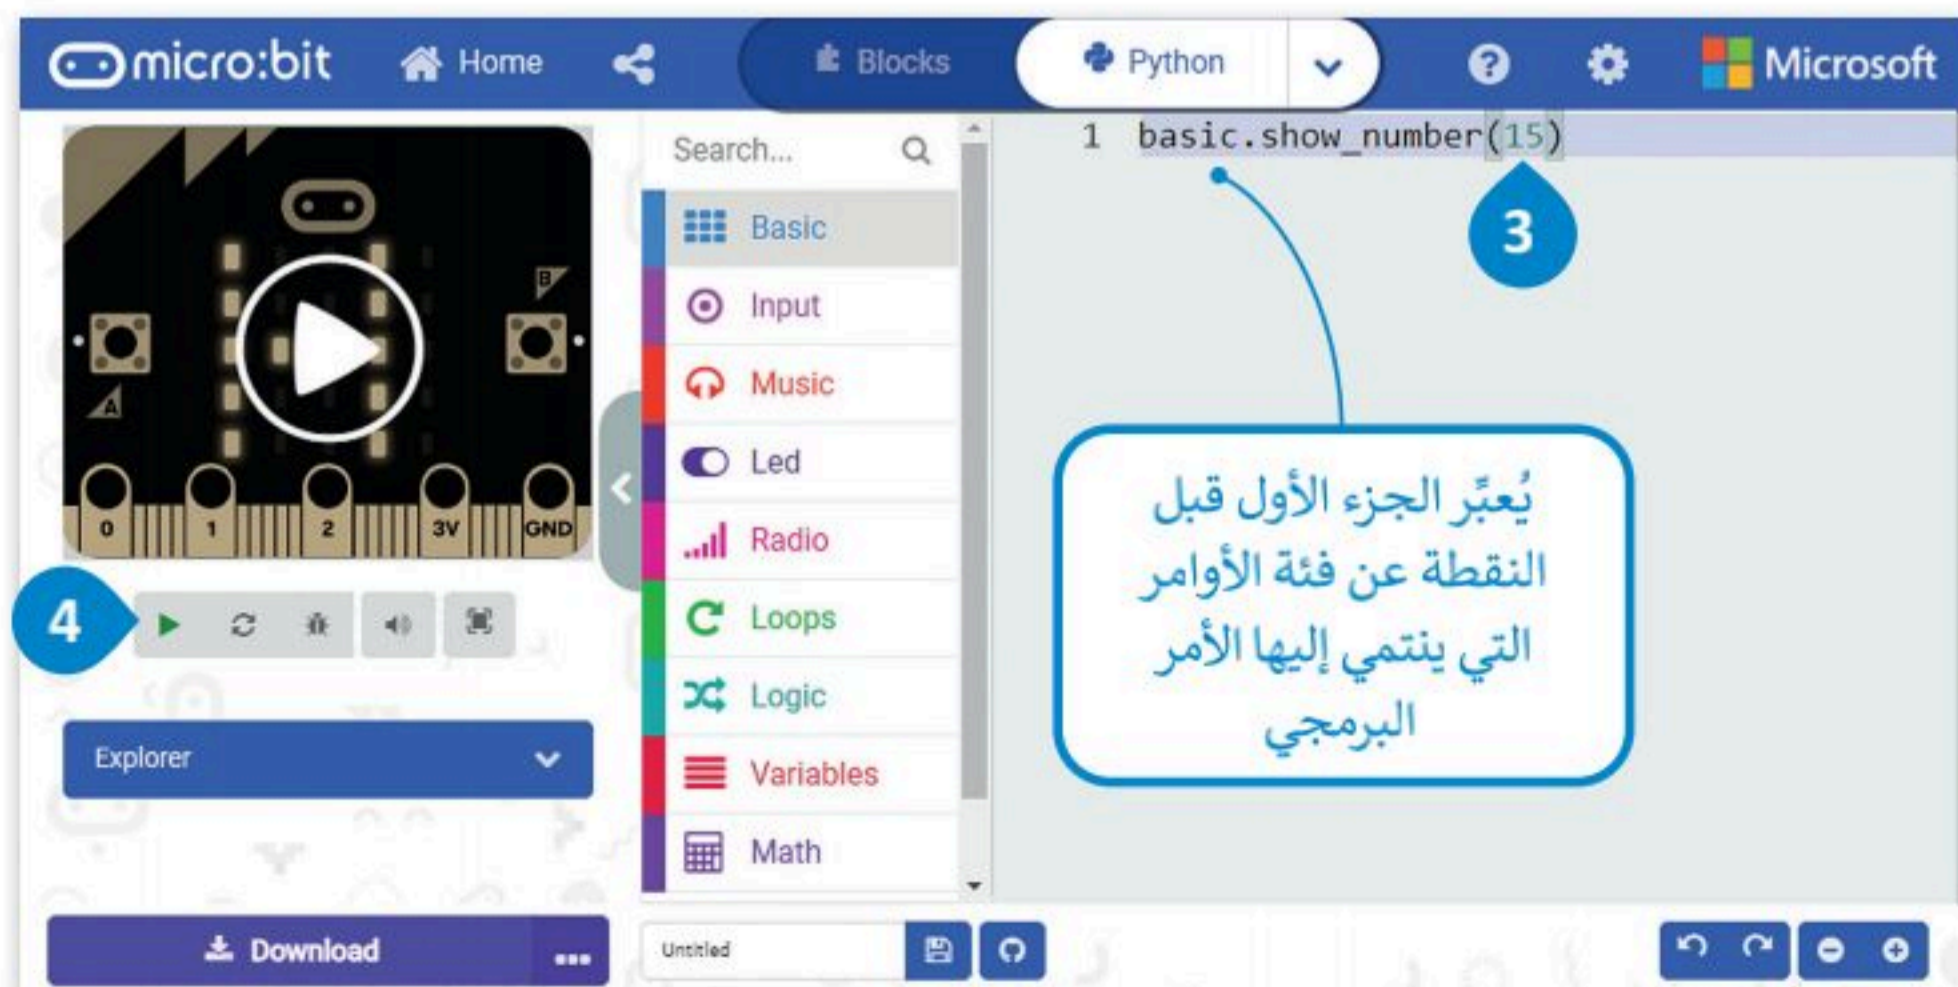 micro:bit Home Blocks Python ? Microsoft
1 basic.show_number(15)
3
Search...
Basic
Input
Music
Led
Radio
Loops
Logic
Variables
Math
B
A
0 1 2 3V GND
4
يُعبَّر الجزء الأول قبل
النقطة عن فئة الأوامر
التي ينتمي إليها الأمر
البرمجي
Explorer
Download ...
Untitled